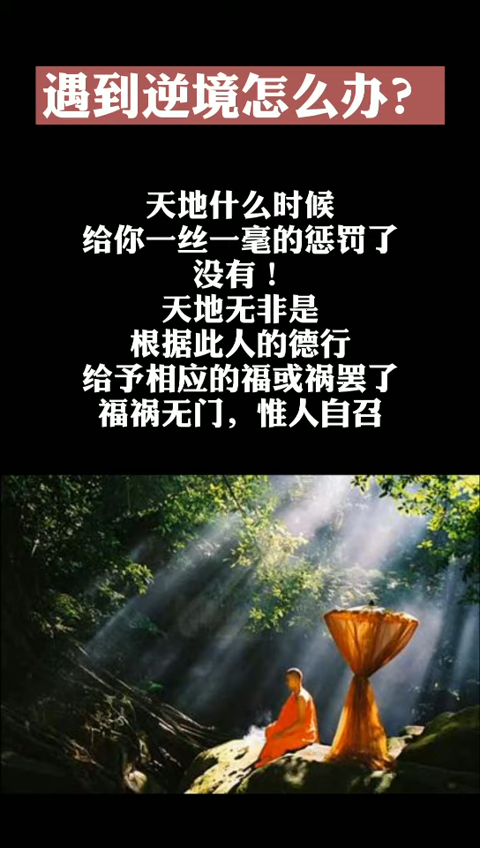 遇到逆境怎么办？
天地什么时候
给你一丝一毫的惩罚了
没有！
天地无非是
根据此人的德行
给予相应的福或祸罢了
福祸无门，惟人自召